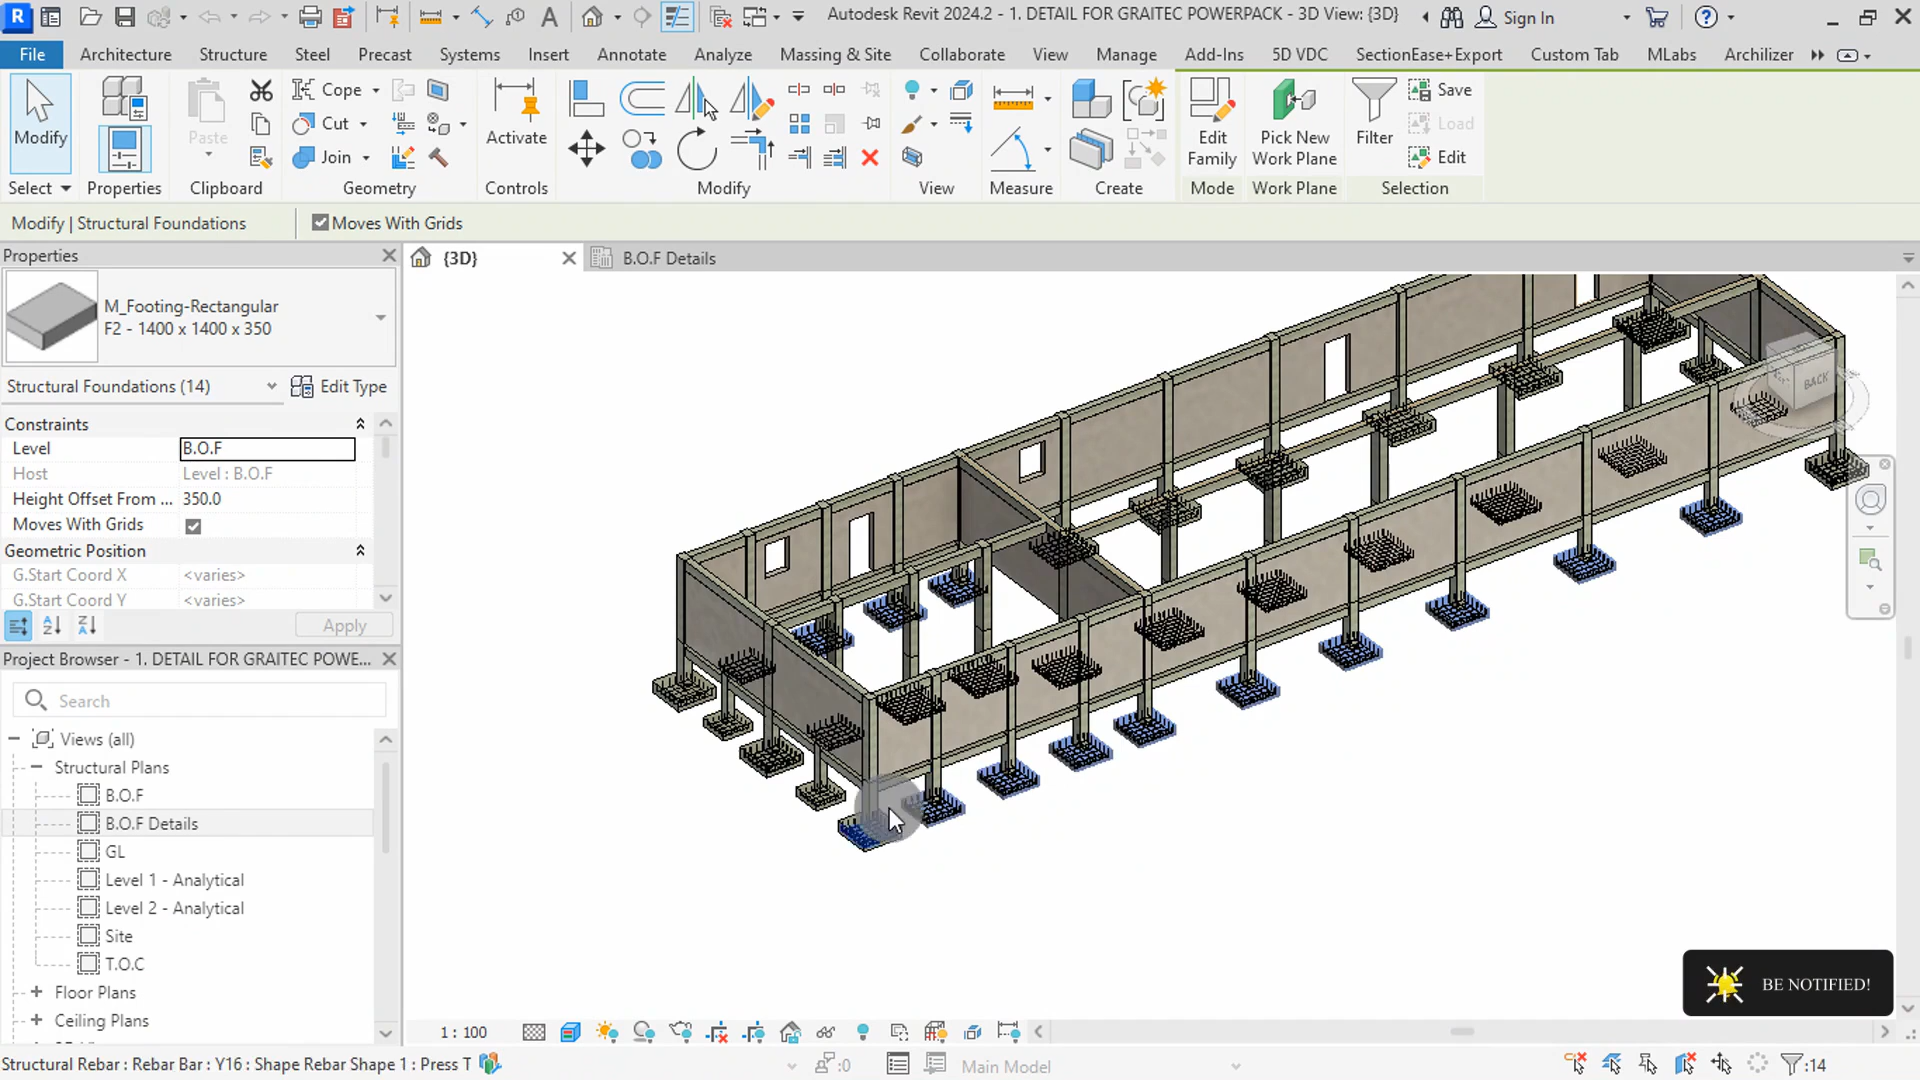 R
Autodesk Revit 2024.2 - 1. DETAIL FOR GRAITEC POWERPACK - 3D View: {3D}
Sign In
File Architecture Structure Steel Precast Systems Insert Annotate Analyze Massing & Site Collaborate View Manage Add-Ins 5D VDC SectionEase+Export Custom Tab MLabs Archilizer
Modify
Paste
Cope
Cut
Join
Activate
Edit Family
Pick New Work Plane
Filter
Save
Load
Edit
Select Properties Clipboard Geometry Controls Modify View Measure Create Mode Work Plane Selection
Modify | Structural Foundations
Moves With Grids
Properties
{3D}
B.O.F Details
M_Footing-Rectangular
F2 - 1400 x 1400 x 350
Structural Foundations (14)
Edit Type
Constraints
Level B.O.F
Host Level : B.O.F
Height Offset From ... 350.0
Moves With Grids
Geometric Position
G.Start Coord X <varies>
G.Start Coord Y <varies>
Apply
Project Browser - 1. DETAIL FOR GRAITEC POWE...
Search
Views (all)
Structural Plans
B.O.F
B.O.F Details
GL
Level 1 - Analytical
Level 2 - Analytical
Site
T.O.C
Floor Plans
Ceiling Plans
BACK
BE NOTIFIED!
1 : 100
Structural Rebar : Rebar Bar : Y16 : Shape Rebar Shape 1 : Press T
:0
Main Model
:14